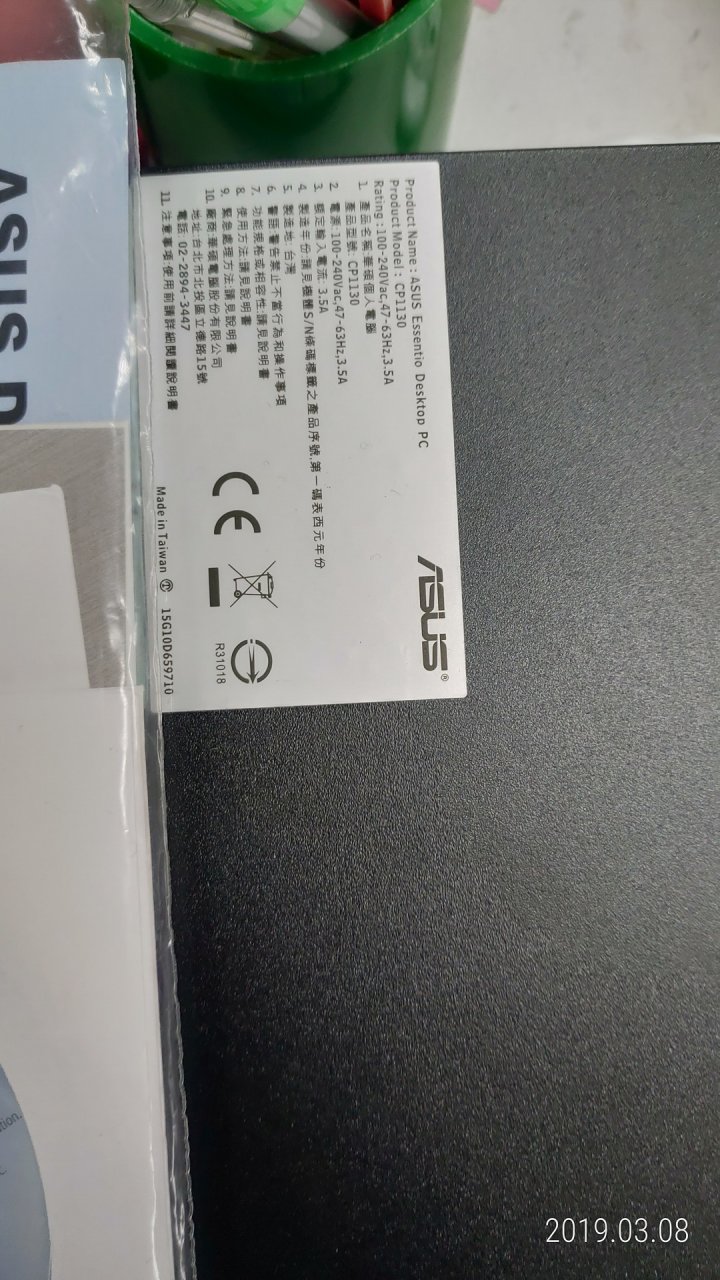 Product Name : ASUS Essentio Desktop PC
Product Model : CP1130
Rating : 100-240Vac,47-63Hz,3.5A
1. 產品名稱:華碩個人電腦
產品型號: CP1130
2. 電源:100-240Vac,47-63Hz,3.5A
3. 額定輸入電流: 3.5A
4. 製造年份:請見機體S/N條碼標籤之產品序號,第一碼表西元年份
5. 製造地: 台灣
6. 警語警告禁止不當行為和操作事項
7. 功能規格或相容性:請見說明書
8. 使用方法:請見說明書
9. 緊急處理方法:請見說明書
10. 廠商:華碩電腦股份有限公司
地址:台北市北投區立德路15號
電話: 02-2894-3447
11. 注意事項:使用前請詳細閱讀說明書
ASUS®
CE
R31018
Made in Taiwan
15G10D659710
ASUS
tion.
2019.03.08